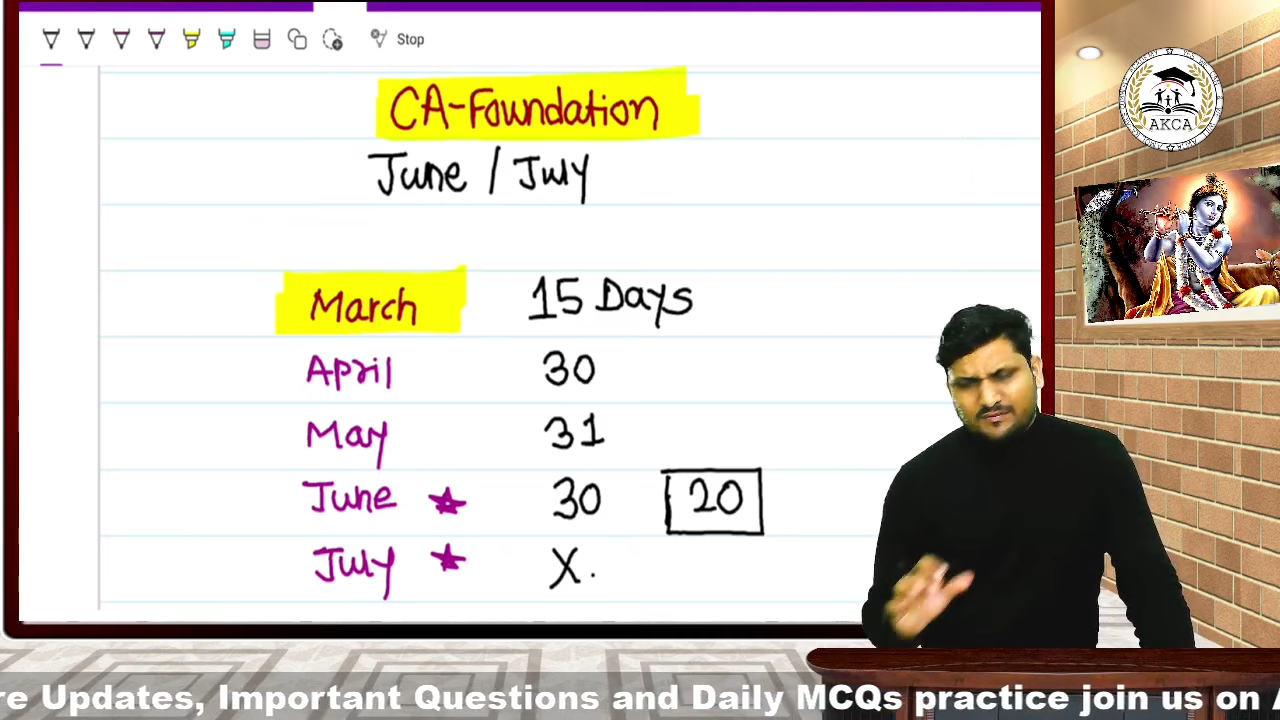 Stop
CA-Foundation
June / July
March 15 Days
April 30
May 31
June ★ 30 20
July ★ X.
AKCA
re Updates, Important Questions and Daily MCQs practice join us on